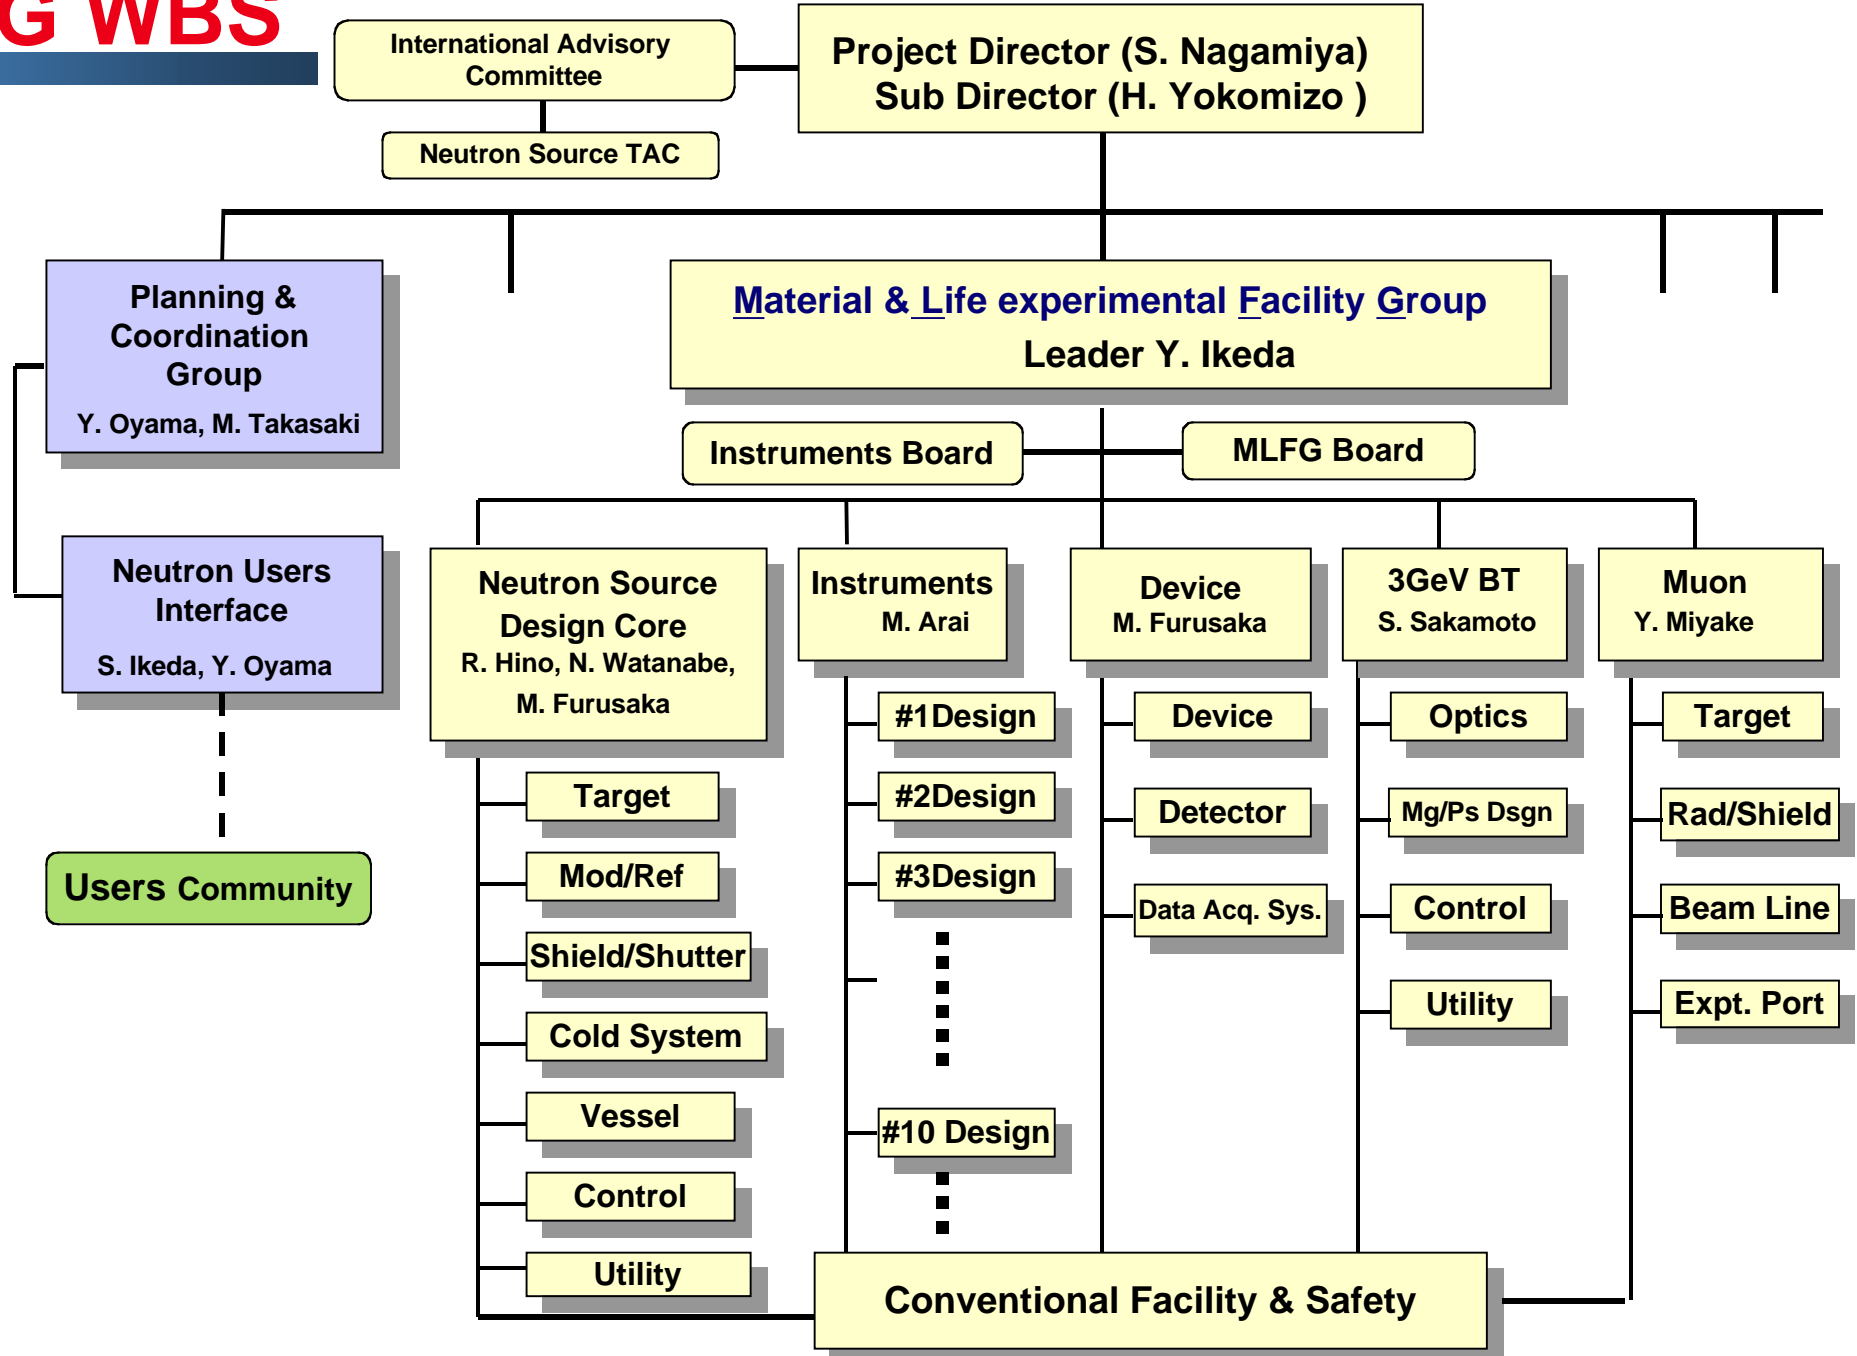 G WBS
International Advisory
Committee
Project Director (S. Nagamiya)
Sub Director (H. Yokomizo )
Neutron Source TAC
Planning &
Coordination
Group
Y. Oyama, M. Takasaki
Material & Life experimental Facility Group
Leader Y. Ikeda
Instruments Board
MLFG Board
Neutron Users
Interface
S. Ikeda, Y. Oyama
Users Community
Neutron Source
Design Core
R. Hino, N. Watanabe,
M. Furusaka
Target
Mod/Ref
Shield/Shutter
Cold System
Vessel
Control
Utility
Instruments
M. Arai
#1Design
#2Design
#3Design
#10 Design
Device
M. Furusaka
Device
Detector
Data Acq. Sys.
3GeV BT
S. Sakamoto
Optics
Mg/Ps Dsgn
Control
Utility
Muon
Y. Miyake
Target
Rad/Shield
Beam Line
Expt. Port
Conventional Facility & Safety